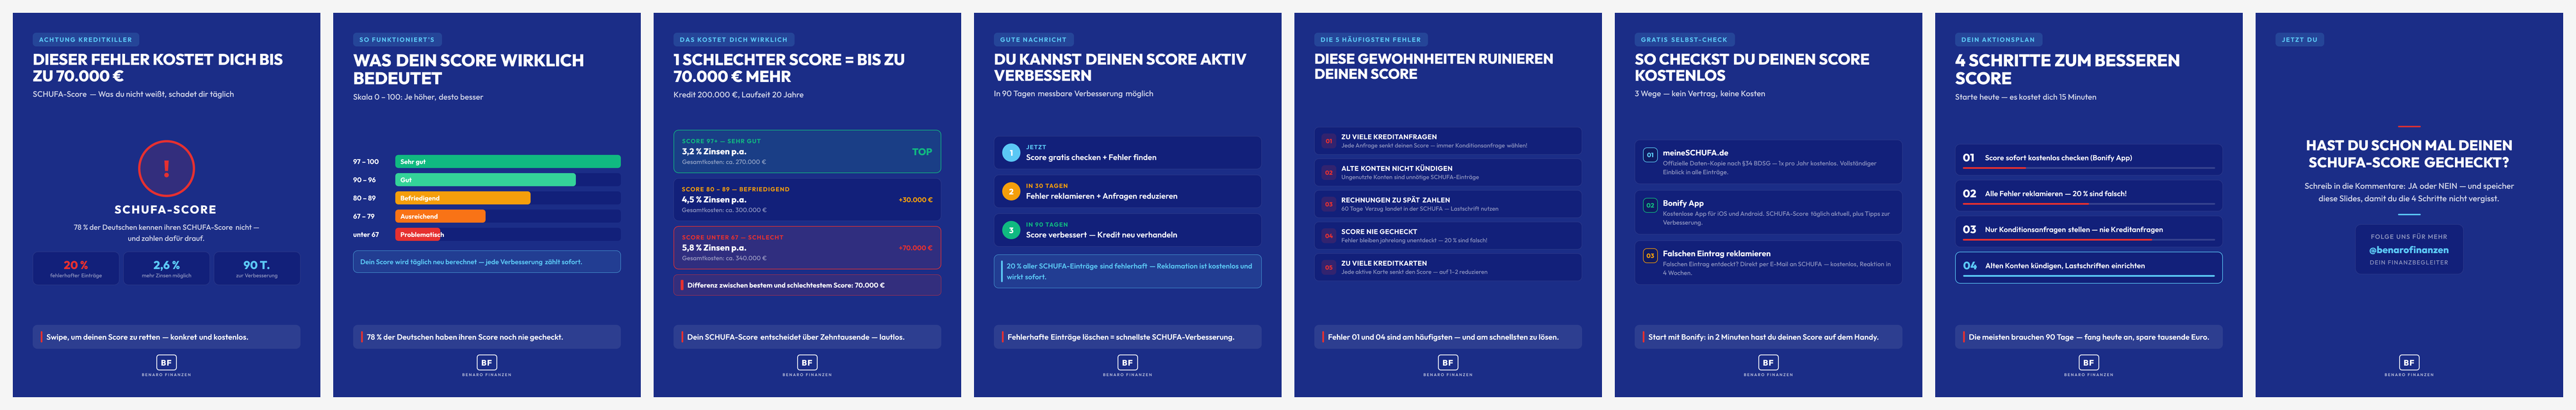 ACHTUNG KREDITKILLER
DIESER FEHLER KOSTET DICH BIS
ZU 70.000 €
SCHUFA-Score — Was du nicht weißt, schadet dir täglich
!
SCHUFA-SCORE
78 % der Deutschen kennen ihren SCHUFA-Score nicht —
und zahlen dafür drauf.
20 %
fehlerhafter Einträge
2,6 %
mehr Zinsen möglich
90 T.
zur Verbesserung
Swipe, um deinen Score zu retten — konkret und kostenlos.
BF
BENARO FINANZEN
SO FUNKTIONIERT'S
WAS DEIN SCORE WIRKLICH
BEDEUTET
Skala 0 – 100: Je höher, desto besser
97 – 100 Sehr gut
90 – 96 Gut
80 – 89 Befriedigend
67 – 79 Ausreichend
unter 67 Problematisch
Dein Score wird täglich neu berechnet — jede Verbesserung zählt sofort.
78 % der Deutschen haben ihren Score noch nie gecheckt.
BF
BENARO FINANZEN
DAS KOSTET DICH WIRKLICH
1 SCHLECHTER SCORE = BIS ZU
70.000 € MEHR
Kredit 200.000 €, Laufzeit 20 Jahre
SCORE 97+ — SEHR GUT
3,2 % Zinsen p.a.
Gesamtkosten: ca. 270.000 €
TOP
SCORE 80 – 89 — BEFRIEDIGEND
4,5 % Zinsen p.a.
Gesamtkosten: ca. 300.000 €
+30.000 €
SCORE UNTER 67 — SCHLECHT
5,8 % Zinsen p.a.
Gesamtkosten: ca. 340.000 €
+70.000 €
Differenz zwischen bestem und schlechtestem Score: 70.000 €
Dein SCHUFA-Score entscheidet über Zehntausende — lautlos.
BF
BENARO FINANZEN
GUTE NACHRICHT
DU KANNST DEINEN SCORE AKTIV
VERBESSERN
In 90 Tagen messbare Verbesserung möglich
1
JETZT
Score gratis checken + Fehler finden
2
IN 30 TAGEN
Fehler reklamieren + Anfragen reduzieren
3
IN 90 TAGEN
Score verbessert — Kredit neu verhandeln
20 % aller SCHUFA-Einträge sind fehlerhaft — Reklamation ist kostenlos und
wirkt sofort.
Fehlerhafte Einträge löschen = schnellste SCHUFA-Verbesserung.
BF
BENARO FINANZEN
DIE 5 HÄUFIGSTEN FEHLER
DIESE GEWOHNHEITEN RUINIEREN
DEINEN SCORE
01
ZU VIELE KREDITANFRAGEN
Jede Anfrage senkt deinen Score — immer Konditionsanfrage wählen!
02
ALTE KONTEN NICHT KÜNDIGEN
Ungenutzte Konten sind unnötige SCHUFA-Einträge
03
RECHNUNGEN ZU SPÄT ZAHLEN
60 Tage Verzug landet in der SCHUFA — Lastschrift nutzen
04
SCORE NIE GECHECKT
Fehler bleiben jahrelang unentdeckt — 20 % sind falsch!
05
ZU VIELE KREDITKARTEN
Jede aktive Karte senkt den Score — auf 1–2 reduzieren
Fehler 01 und 04 sind am häufigsten — und am schnellsten zu lösen.
BF
BENARO FINANZEN
GRATIS SELBST-CHECK
SO CHECKST DU DEINEN SCORE
KOSTENLOS
3 Wege — kein Vertrag, keine Kosten
01
meineSCHUFA.de
Offizielle Daten-Kopie nach §34 BDSG — 1x pro Jahr kostenlos. Vollständiger
Einblick in alle Einträge.
02
Bonify App
Kostenlose App für iOS und Android. SCHUFA-Score täglich aktuell, plus Tipps zur
Verbesserung.
03
Falschen Eintrag reklamieren
Falschen Eintrag entdeckt? Direkt per E-Mail an SCHUFA — kostenlos, Reaktion in
4 Wochen.
Start mit Bonify: in 2 Minuten hast du deinen Score auf dem Handy.
BF
BENARO FINANZEN
DEIN AKTIONSPLAN
4 SCHRITTE ZUM BESSEREN
SCORE
Starte heute — es kostet dich 15 Minuten
01 Score sofort kostenlos checken (Bonify App)
02 Alle Fehler reklamieren — 20 % sind falsch!
03 Nur Konditionsanfragen stellen — nie Kreditanfragen
04 Alten Konten kündigen, Lastschriften einrichten
Die meisten brauchen 90 Tage — fang heute an, spare tausende Euro.
BF
BENARO FINANZEN
JETZT DU
HAST DU SCHON MAL DEINEN
SCHUFA-SCORE GECHECKT?
Schreib in die Kommentare: JA oder NEIN — und speicher
diese Slides, damit du die 4 Schritte nicht vergisst.
FOLGE UNS FÜR MEHR
@benarofinanzen
DEIN FINANZBEGLEITER
BF
BENARO FINANZEN